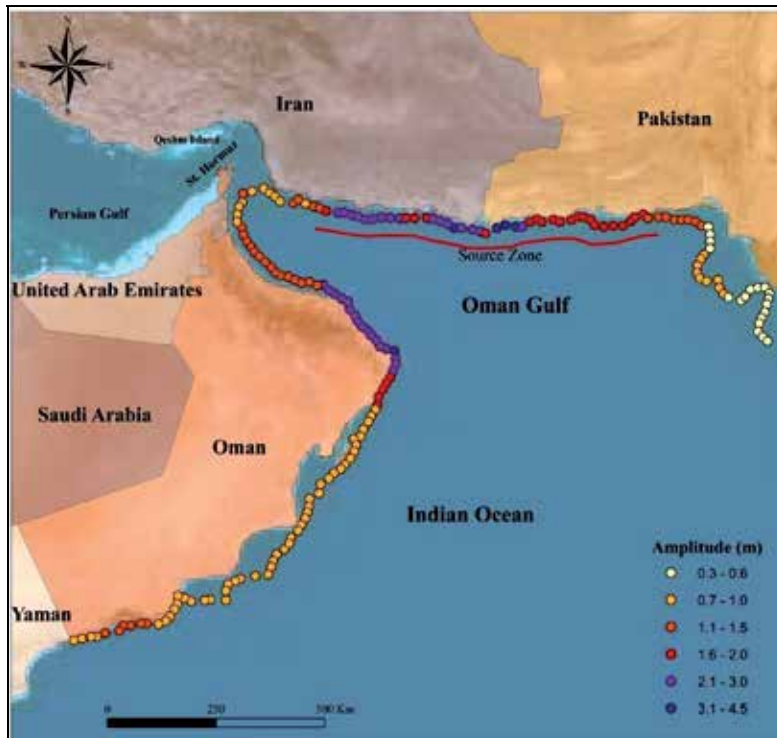 N
W
E
S
Iran
Pakistan
Qeshm Island
St. Hormuz
Persian Gulf
Source Zone
United Arab Emirates
Oman Gulf
Saudi Arabia
Oman
Indian Ocean
Amplitude (m)
0.3 - 0.6
0.7 - 1.0
1.1 - 1.5
1.6 - 2.0
2.1 - 3.0
3.1 - 4.5
Yaman
0 250 500 Km